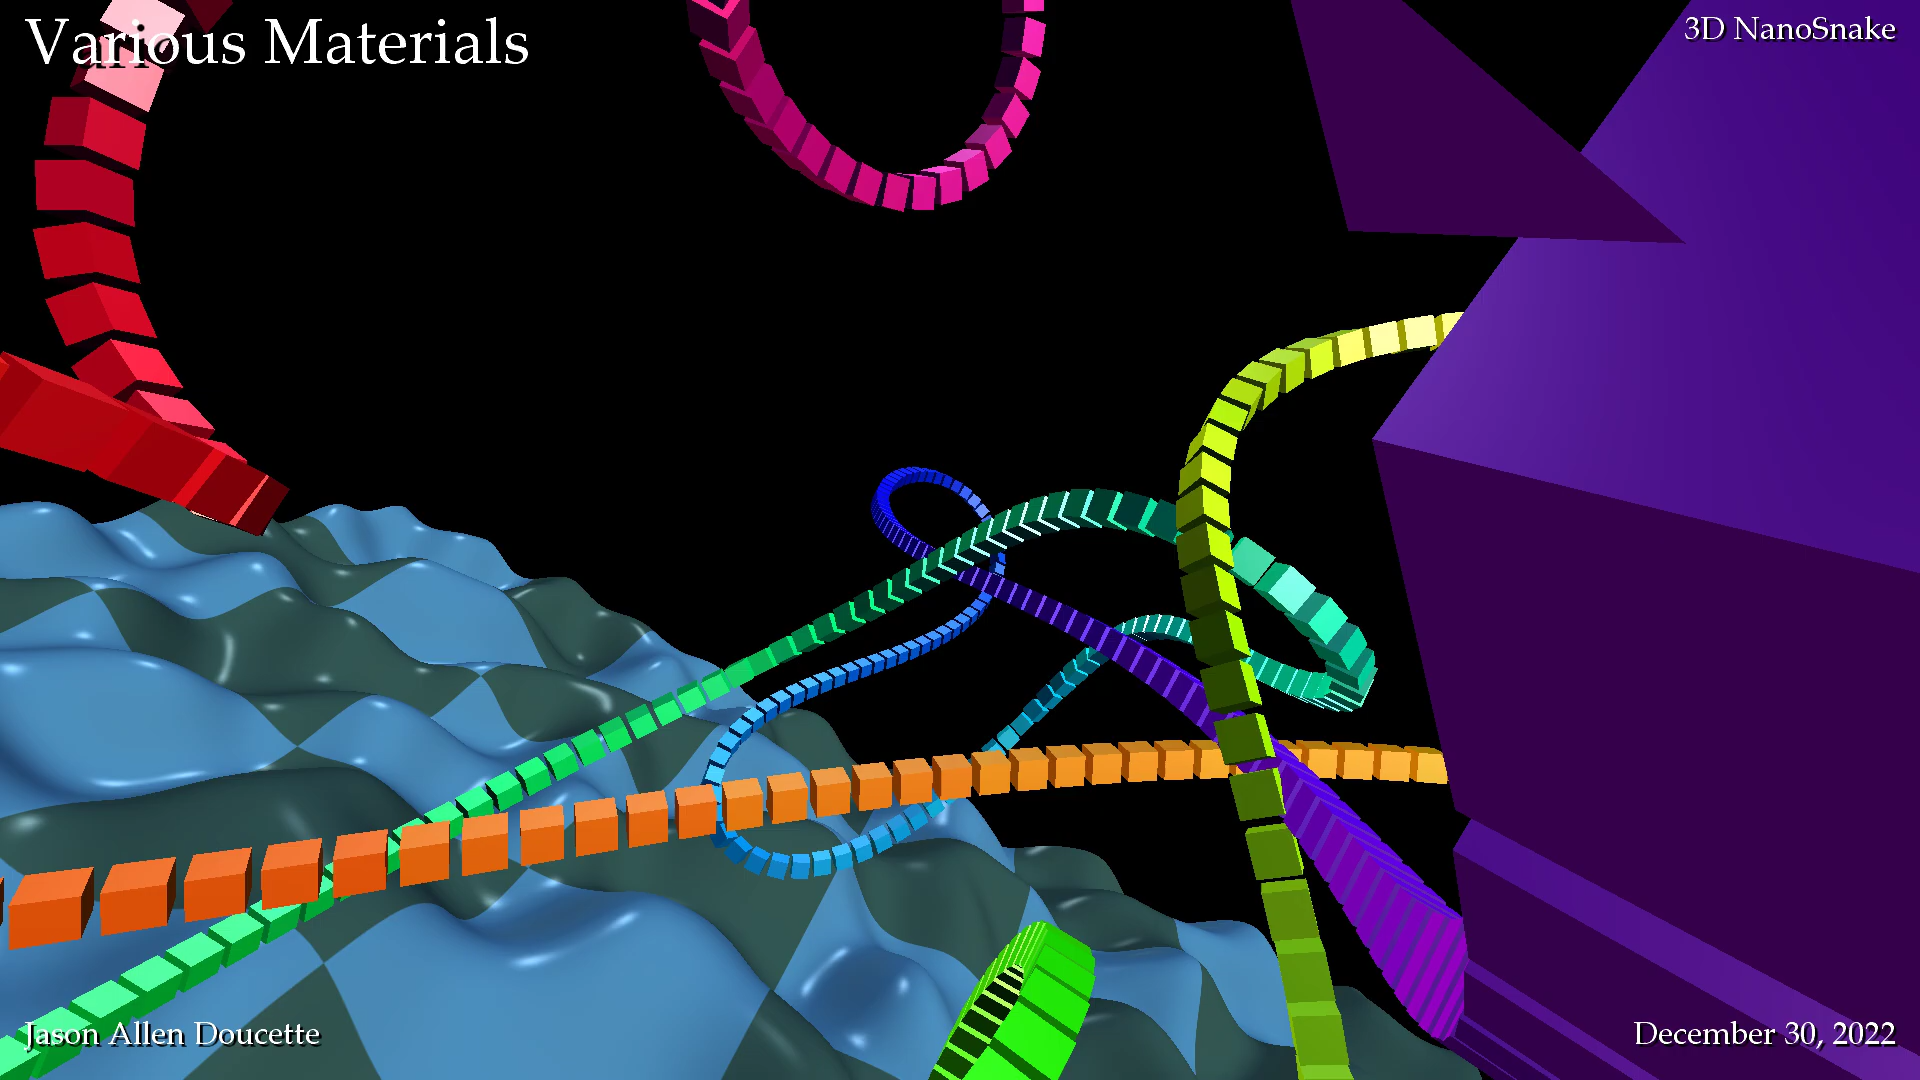 Various Materials
3D NanoSnake
Jason Allen Doucette
December 30, 2022